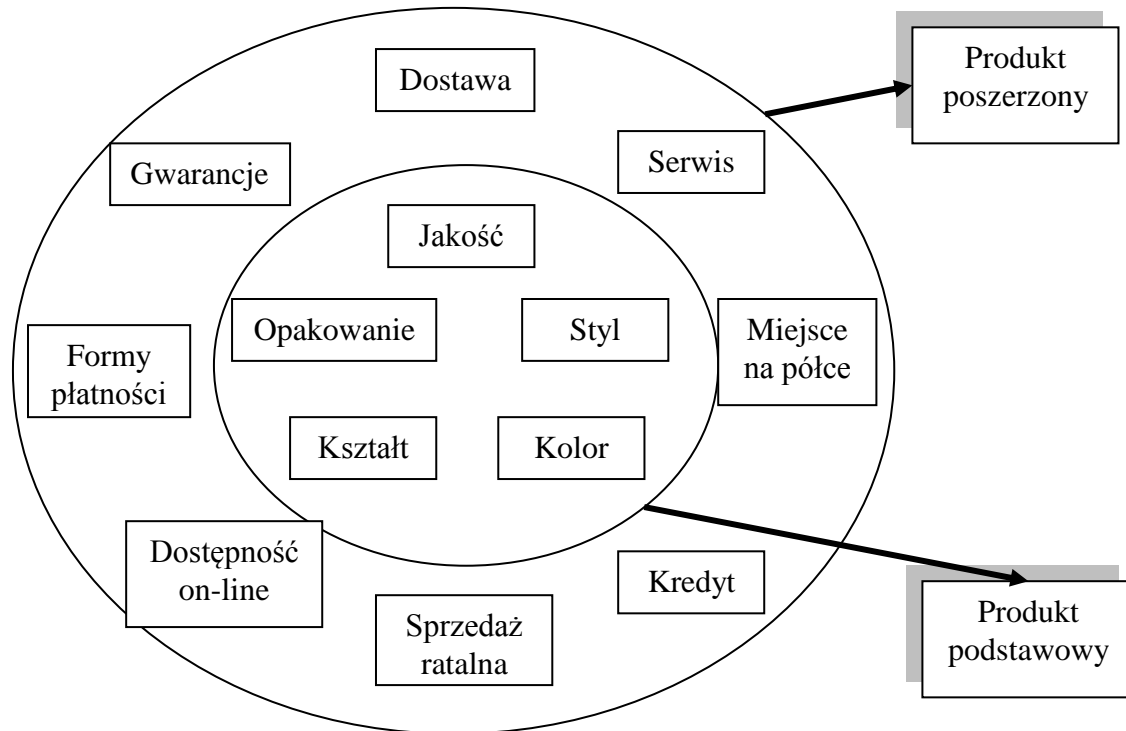 Dostawa
Produkt
poszerzony
Gwarancje
Serwis
Jakość
Opakowanie
Styl
Miejsce
na półce
Formy
płatności
Kształt
Kolor
Dostępność
on-line
Kredyt
Sprzedaż
ratalna
Produkt
podstawowy